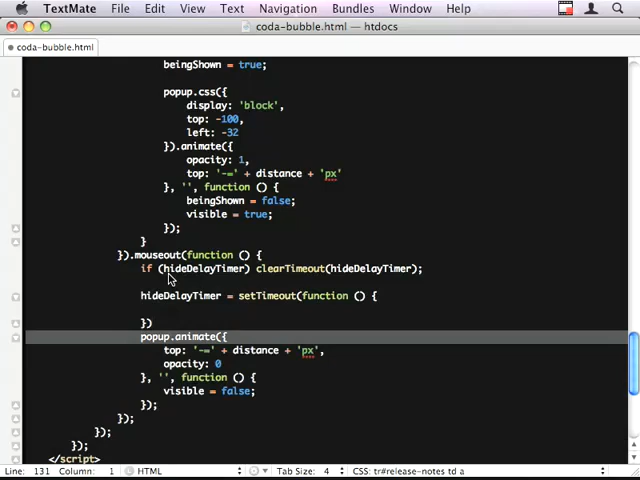 TextMate File Edit View Text Navigation Bundles Window Help
coda-bubble.html — htdocs
coda-bubble.html
beingShown = true;
popup.css({
display: 'block',
top: -100,
left: -32
}).animate({
opacity: 1,
top: '-=' + distance + 'px'
}, '', function () {
beingShown = false;
visible = true;
});
}
}).mouseout(function () {
if (hideDelayTimer) clearTimeout(hideDelayTimer);
hideDelayTimer = setTimeout(function () {
})
popup.animate({
top: '-=' + distance + 'px',
opacity: 0
}, '', function () {
visible = false;
});
});
});
});
</script>
Line: 131 Column: 1 HTML Tab Size: 4 CSS: tr#release-notes td a